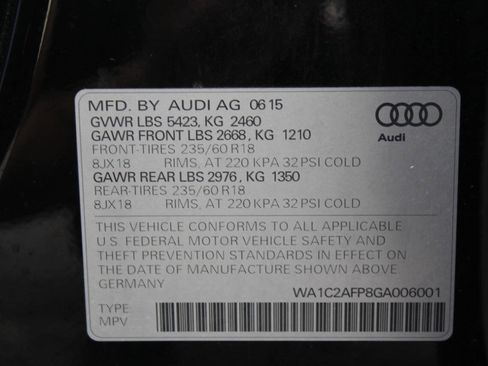 MFD. BY AUDI AG 0615
GVWR LBS 5423, KG 2460
GAWR FRONT LBS 2668, KG 1210
FRONT-TIRES 235/60 R18
8JX18 RIMS, AT 220 KPA 32 PSI COLD
GAWR REAR LBS 2976, KG 1350
REAR-TIRES 235/60 R18
8JX18 RIMS, AT 220 KPA 32 PSI COLD
Audi
THIS VEHICLE CONFORMS TO ALL APPLICABLE
U.S. FEDERAL MOTOR VEHICLE SAFETY AND
THEFT PREVENTION STANDARDS IN EFFECT ON
THE DATE OF MANUFACTURE SHOWN ABOVE
GERMANY
WA1C2AFP8GA006001
TYPE:
MPV